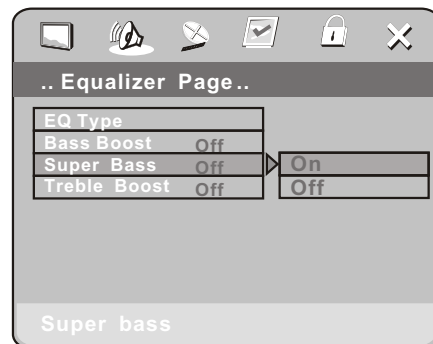 .. Equalizer Page..
EQ Type
Bass Boost Off
Super Bass Off On
Treble Boost Off Off
Super bass